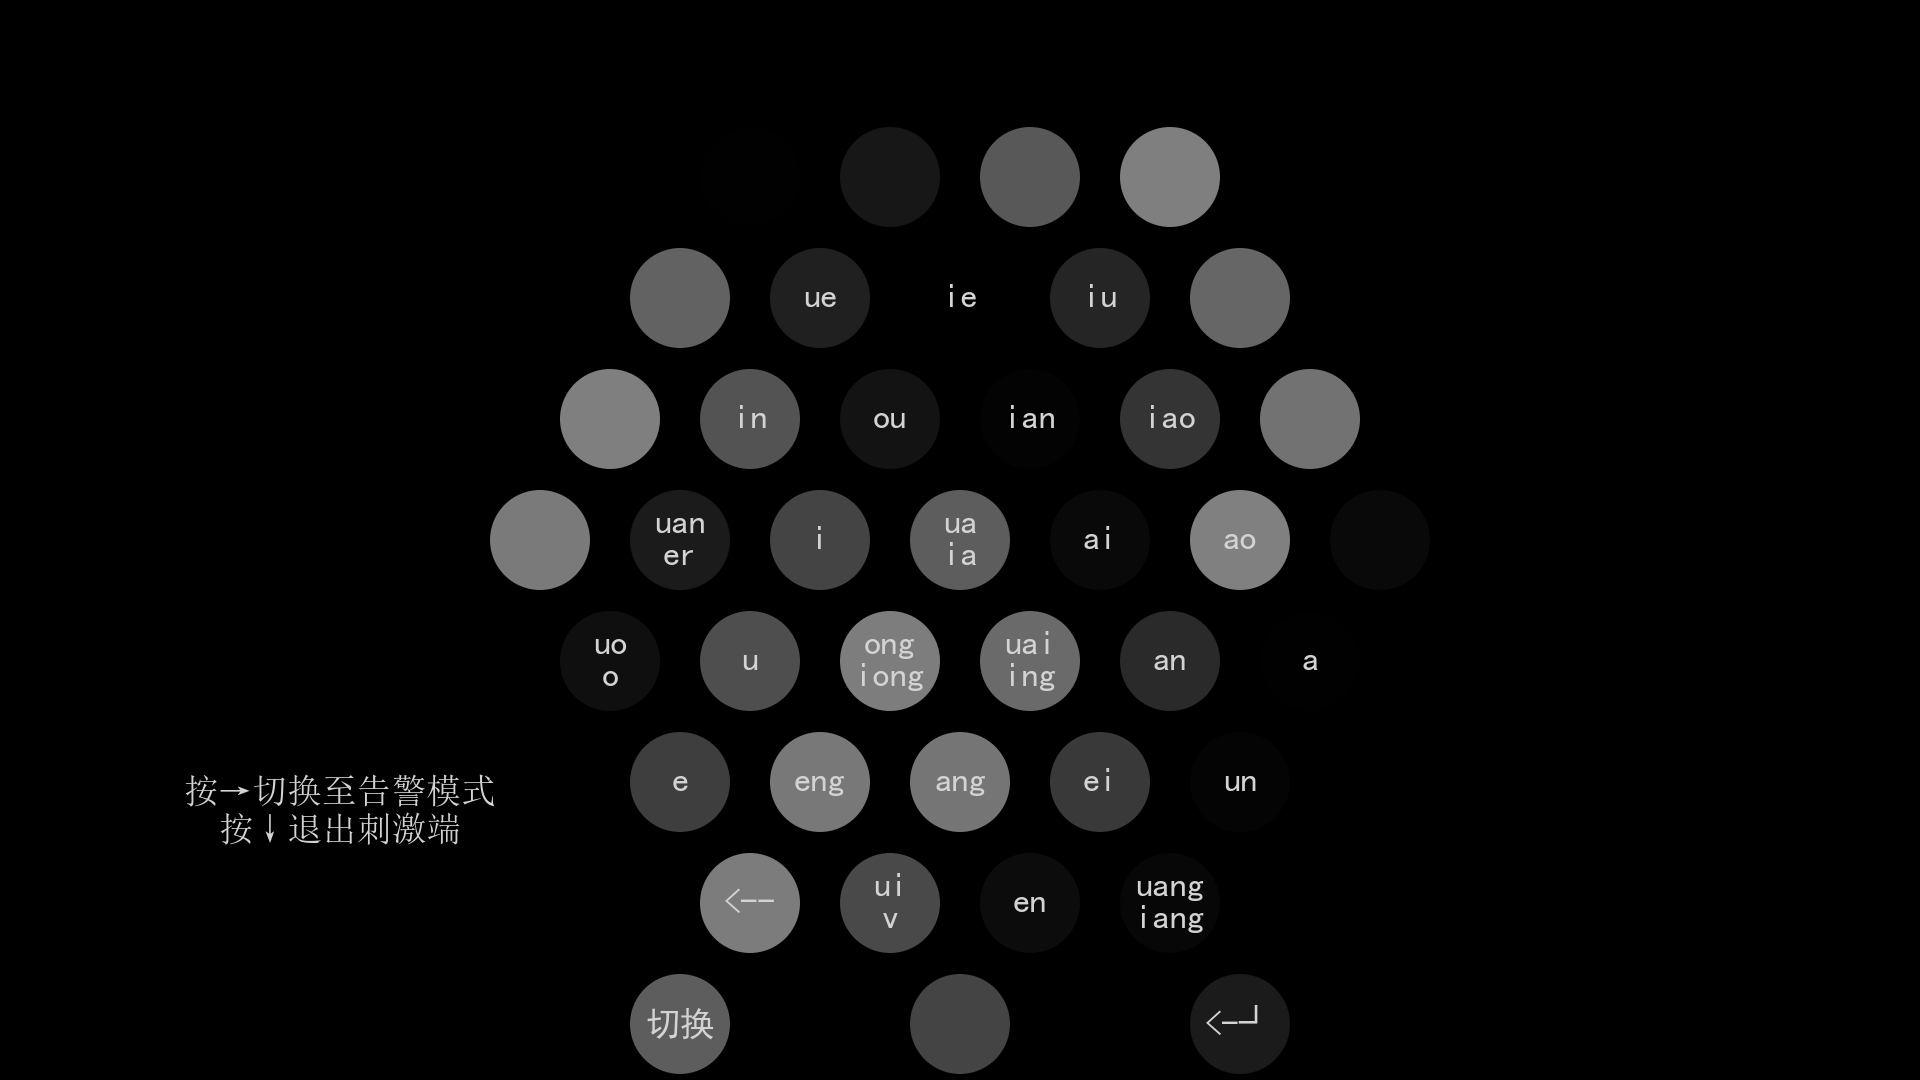 ue
ie
iu
in
ou
ian
iao
uan
er
i
ua
ia
ai
ao
uo
o
u
ong
iong
uai
ing
an
a
e
eng
ang
ei
un
按→切换至告警模式
按↓退出刺激端
<--
ui
v
en
uang
iang
切换
<-┘